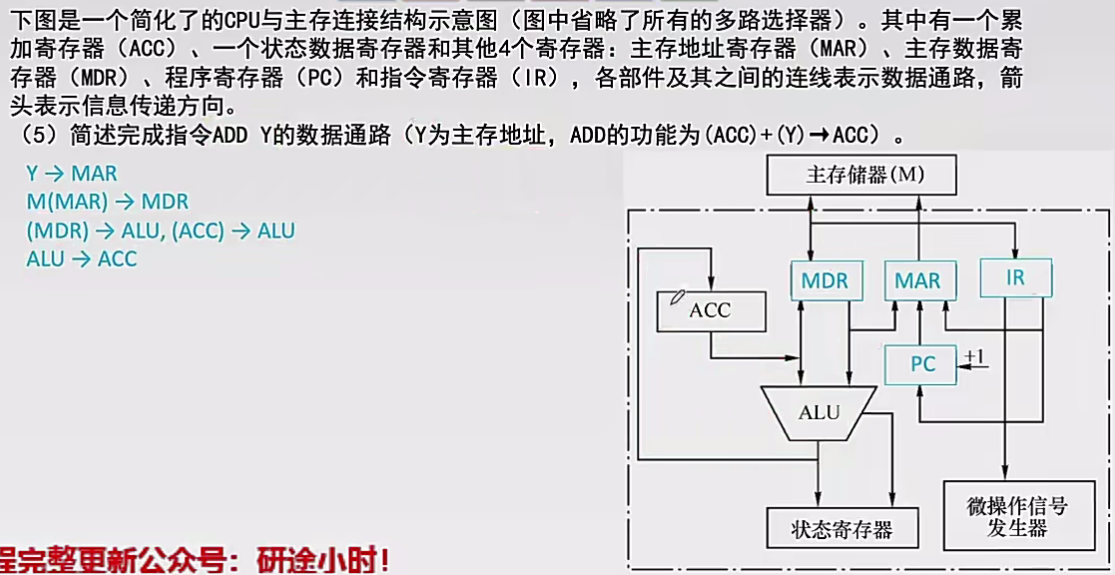 下图是一个简化了的CPU与主存连接结构示意图（图中省略了所有的多路选择器）。其中有一个累
加寄存器（ACC）、一个状态数据寄存器和其他4个寄存器：主存地址寄存器（MAR）、主存数据寄
存器（MDR）、程序寄存器（PC）和指令寄存器（IR），各部件及其之间的连线表示数据通路，箭
头表示信息传递方向。
（5）简述完成指令ADD Y的数据通路（Y为主存地址，ADD的功能为(ACC)+(Y)→ACC）。
Y → MAR
M(MAR) → MDR
(MDR) → ALU, (ACC) → ALU
ALU → ACC
主存储器(M)
MDR
MAR
IR
ACC
PC
+1
ALU
微操作信号
发生器
状态寄存器
程完整更新公众号：研途小时！